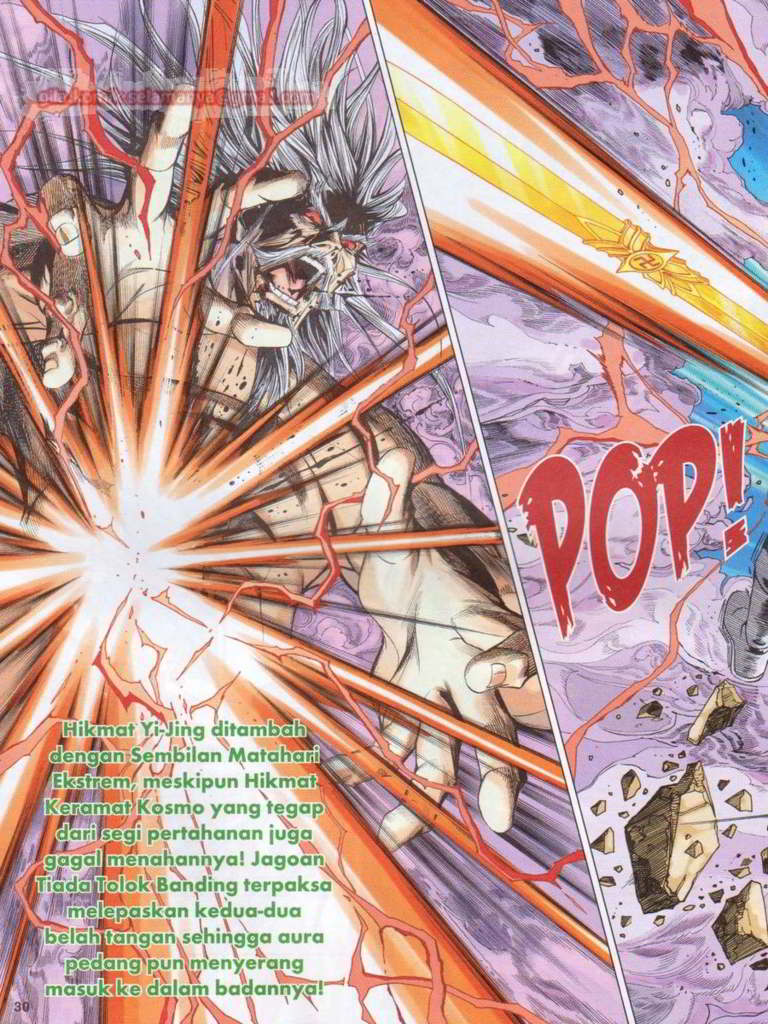 POP!
Hikmat Yi-Jing ditambah
dengan Sembilan Matahari
Ekstrem, meskipun Hikmat
Keramat Kosmo yang tegap
dari segi pertahanan juga
gagal menahannya! Jagoan
Tiada Tolok Banding terpaksa
melepaskan kedua-dua
belah tangan sehingga aura
pedang pun menyerang
masuk ke dalam badannya!
30